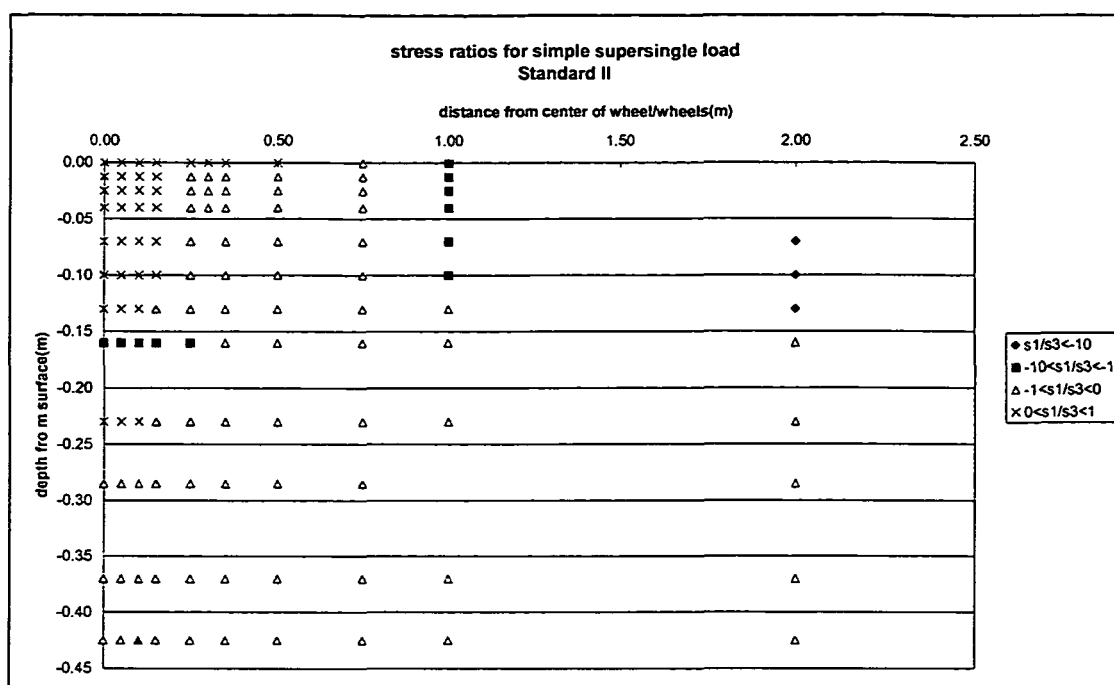 stress ratios for simple supersingle load
Standard II
distance from center of wheel/wheels(m)
0.00 0.50 1.00 1.50 2.00 2.50
0.00
-0.05
-0.10
-0.15
-0.20
-0.25
-0.30
-0.35
-0.40
-0.45
depth fro m surface(m)
s1/s3<-10
-10<s1/s3<-1
-1<s1/s3<0
0<s1/s3<1